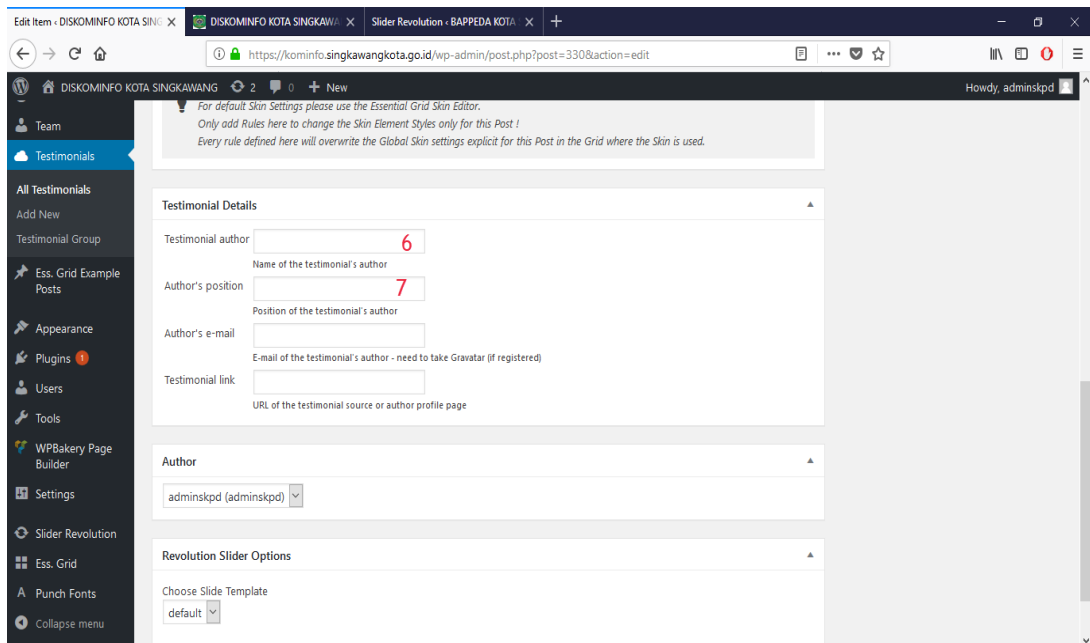 Edit Item ‹ DISKOMINFO KOTA SING
DISKOMINFO KOTA SINGKAWA
Slider Revolution ‹ BAPPEDA KOTA
https://kominfo.singkawangkota.go.id/wp-admin/post.php?post=330&action=edit
DISKOMINFO KOTA SINGKAWANG 2 0 + New
Howdy, adminskpd
For default Skin Settings please use the Essential Grid Skin Editor.
Only add Rules here to change the Skin Element Styles only for this Post !
Every rule defined here will overwrite the Global Skin settings explicit for this Post in the Grid where the Skin is used.
Team
Testimonials
All Testimonials
Add New
Testimonial Group
Ess. Grid Example
Posts
Appearance
Plugins 1
Users
Tools
WPBakery Page
Builder
Settings
Slider Revolution
Ess. Grid
Punch Fonts
Collapse menu
Testimonial Details
Testimonial author 6
Name of the testimonial's author
Author's position 7
Position of the testimonial's author
Author's e-mail
E-mail of the testimonial's author - need to take Gravatar (if registered)
Testimonial link
URL of the testimonial source or author profile page
Author
adminskpd (adminskpd)
Revolution Slider Options
Choose Slide Template
default